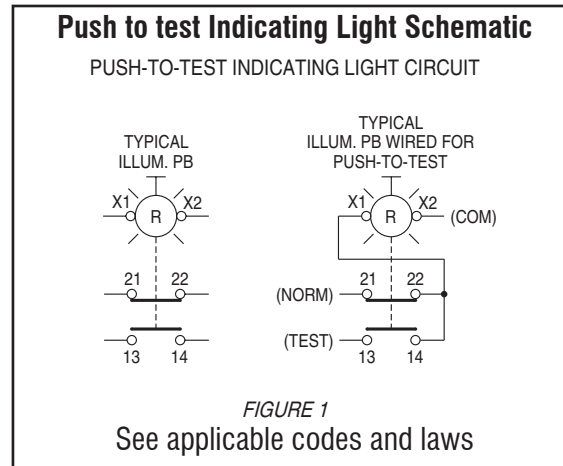 Push to test Indicating Light Schematic
PUSH-TO-TEST INDICATING LIGHT CIRCUIT
TYPICAL
ILLUM. PB
X1 R X2
21 22
13 14
TYPICAL
ILLUM. PB WIRED FOR
PUSH-TO-TEST
X1 R X2 (COM)
(NORM) 21 22
(TEST) 13 14
FIGURE 1
See applicable codes and laws